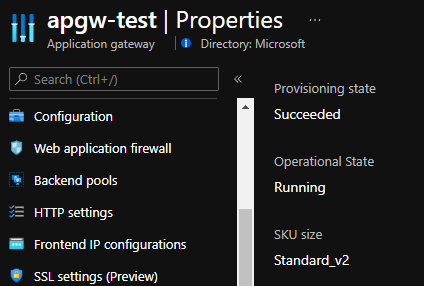 apgw-test | Properties ...
Application gateway
Directory: Microsoft
Search (Ctrl+/)
«
Configuration
Web application firewall
Backend pools
HTTP settings
Frontend IP configurations
SSL settings (Preview)
Provisioning state
Succeeded
Operational State
Running
SKU size
Standard_v2